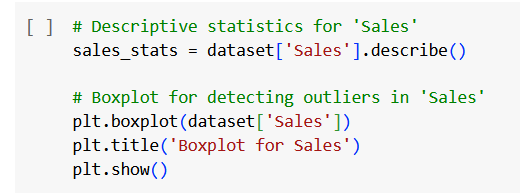 [ ] # Descriptive statistics for 'Sales'
sales_stats = dataset['Sales'].describe()
# Boxplot for detecting outliers in 'Sales'
plt.boxplot(dataset['Sales'])
plt.title('Boxplot for Sales')
plt.show()